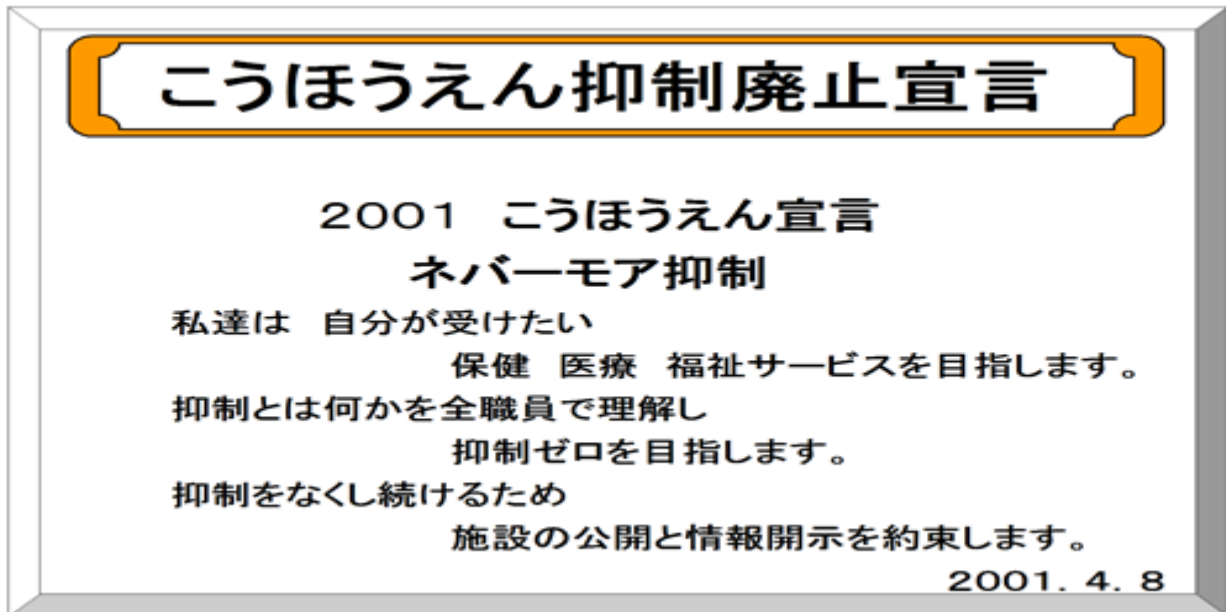 こうほうえん抑制廃止宣言
2001　こうほうえん宣言
ネバーモア抑制
私達は　自分が受けたい
保健　医療　福祉サービスを目指します。
抑制とは何かを全職員で理解し
抑制ゼロを目指します。
抑制をなくし続けるため
施設の公開と情報開示を約束します。
2001．4．8